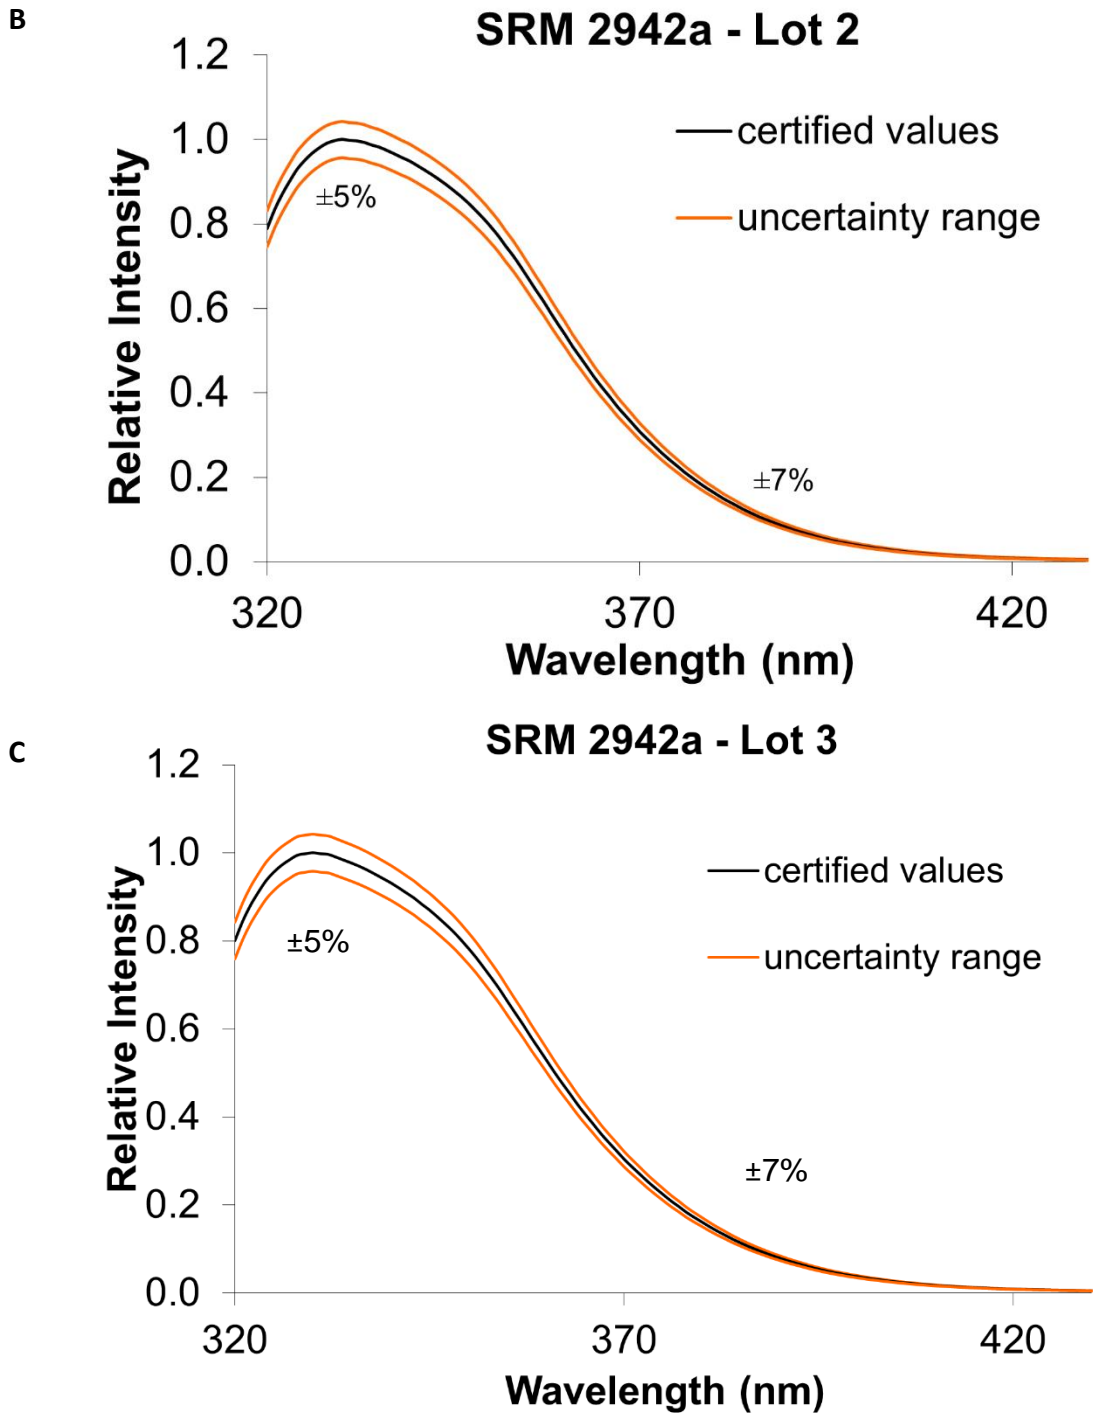 B
SRM 2942a - Lot 2
1.2
1.0
0.8
0.6
0.4
0.2
0.0
Relative Intensity
certified values
uncertainty range
±5%
±7%
320
370
420
Wavelength (nm)
C
SRM 2942a - Lot 3
1.2
1.0
0.8
0.6
0.4
0.2
0.0
Relative Intensity
certified values
uncertainty range
±5%
±7%
320
370
420
Wavelength (nm)